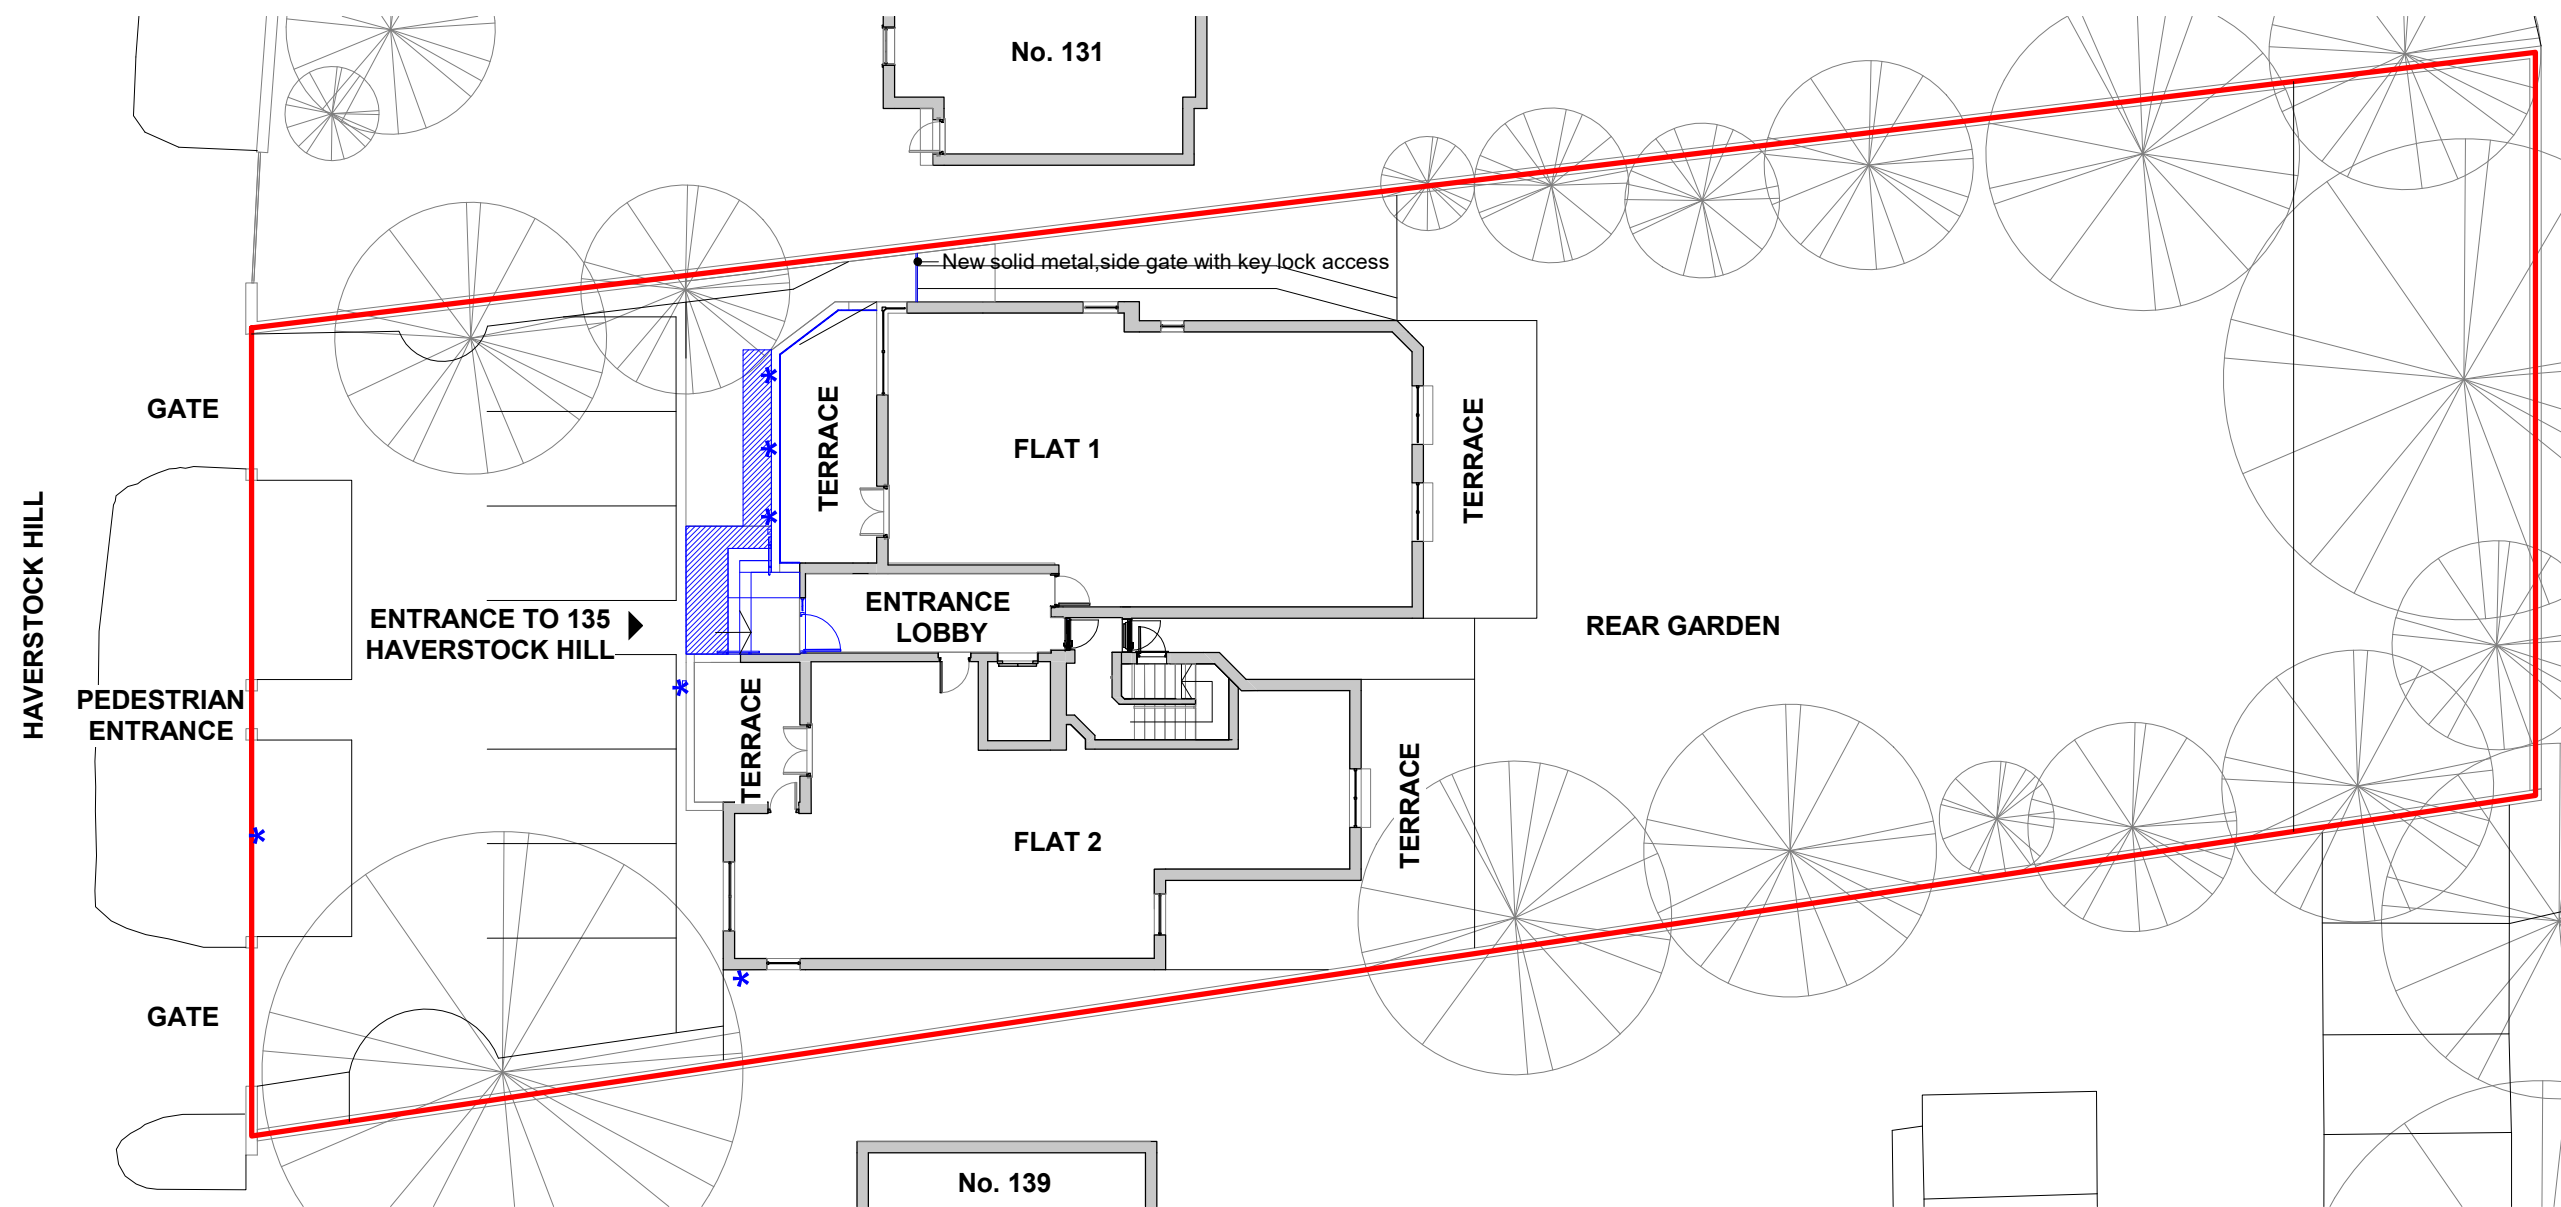 No. 131
New solid metal,side gate with key lock access
GATE
TERRACE
FLAT 1
TERRACE
HAVERSTOCK HILL
ENTRANCE TO 135
HAVERSTOCK HILL
ENTRANCE
LOBBY
REAR GARDEN
PEDESTRIAN
ENTRANCE
TERRACE
TERRACE
FLAT 2
GATE
No. 139